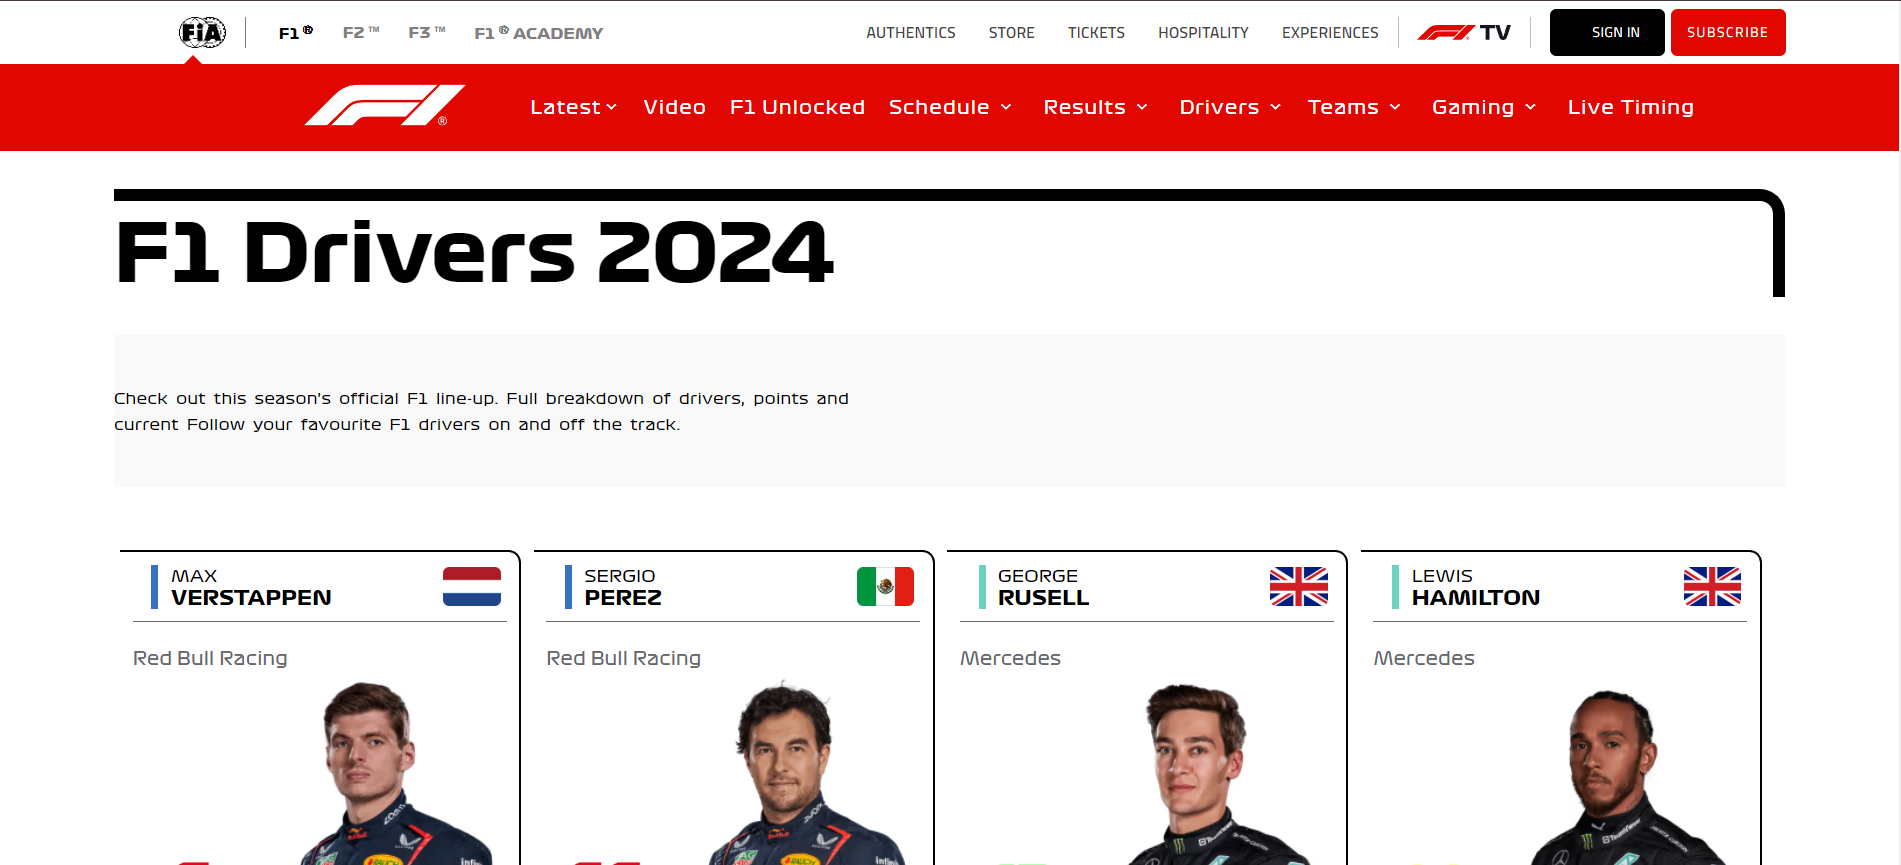 FiA
F1® F2™ F3™ F1® ACADEMY
AUTHENTICS STORE TICKETS HOSPITALITY EXPERIENCES F1 TV SIGN IN SUBSCRIBE
F1® Latest Video F1 Unlocked Schedule Results Drivers Teams Gaming Live Timing
F1 Drivers 2024
Check out this season's official F1 line-up. Full breakdown of drivers, points and
current Follow your favourite F1 drivers on and off the track.
MAX
VERSTAPPEN
Red Bull Racing
SERGIO
PEREZ
Red Bull Racing
GEORGE
RUSELL
Mercedes
LEWIS
HAMILTON
Mercedes